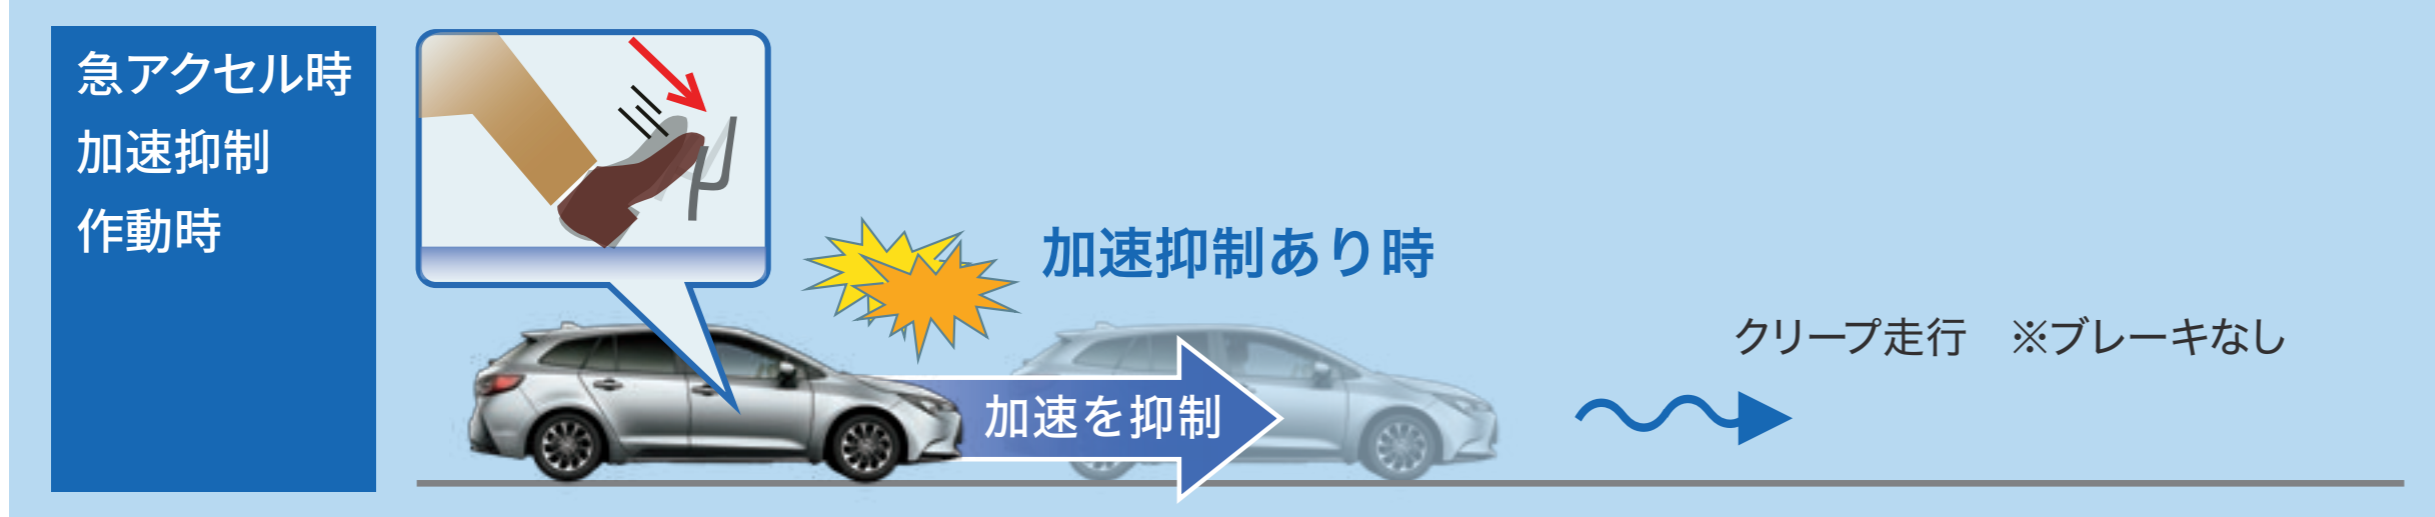 急アクセル時
加速抑制
作動時
加速抑制あり時
クリープ走行　※ブレーキなし
加速を抑制